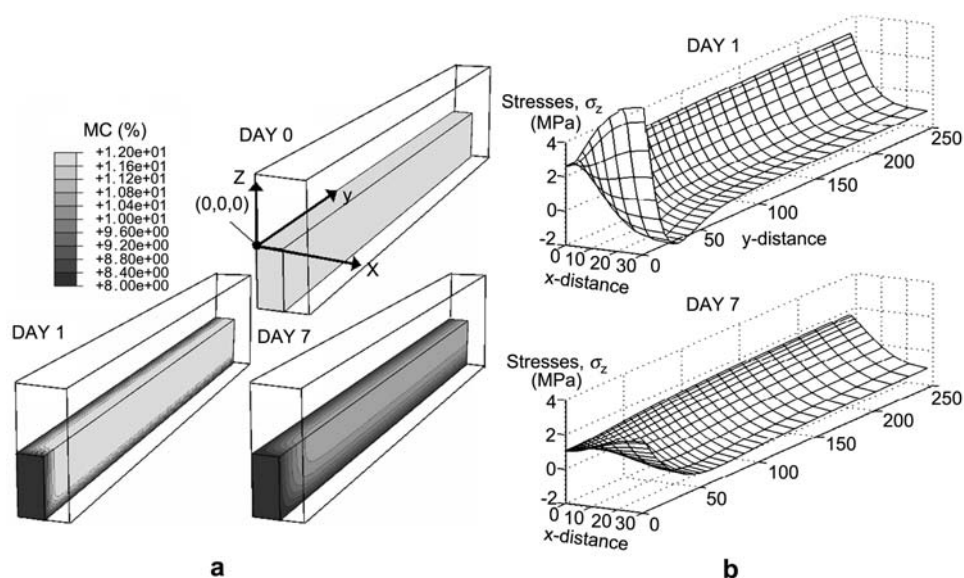 DAY 1
Stresses, σz
(MPa)
4
2
0
-2
0 10 20 30
x-distance
0
50
100
150
200
250
y-distance
MC (%)
+1.20e+01
+1.16e+01
+1.12e+01
+1.08e+01
+1.04e+01
+1.00e+01
+9.60e+00
+9.20e+00
+8.80e+00
+8.40e+00
+8.00e+00
DAY 0
Z
y
(0,0,0)
X
DAY 1
DAY 7
DAY 7
Stresses, σz
(MPa)
4
2
0
-2
0 10 20 30
x-distance
0
50
100
150
200
250
a
b